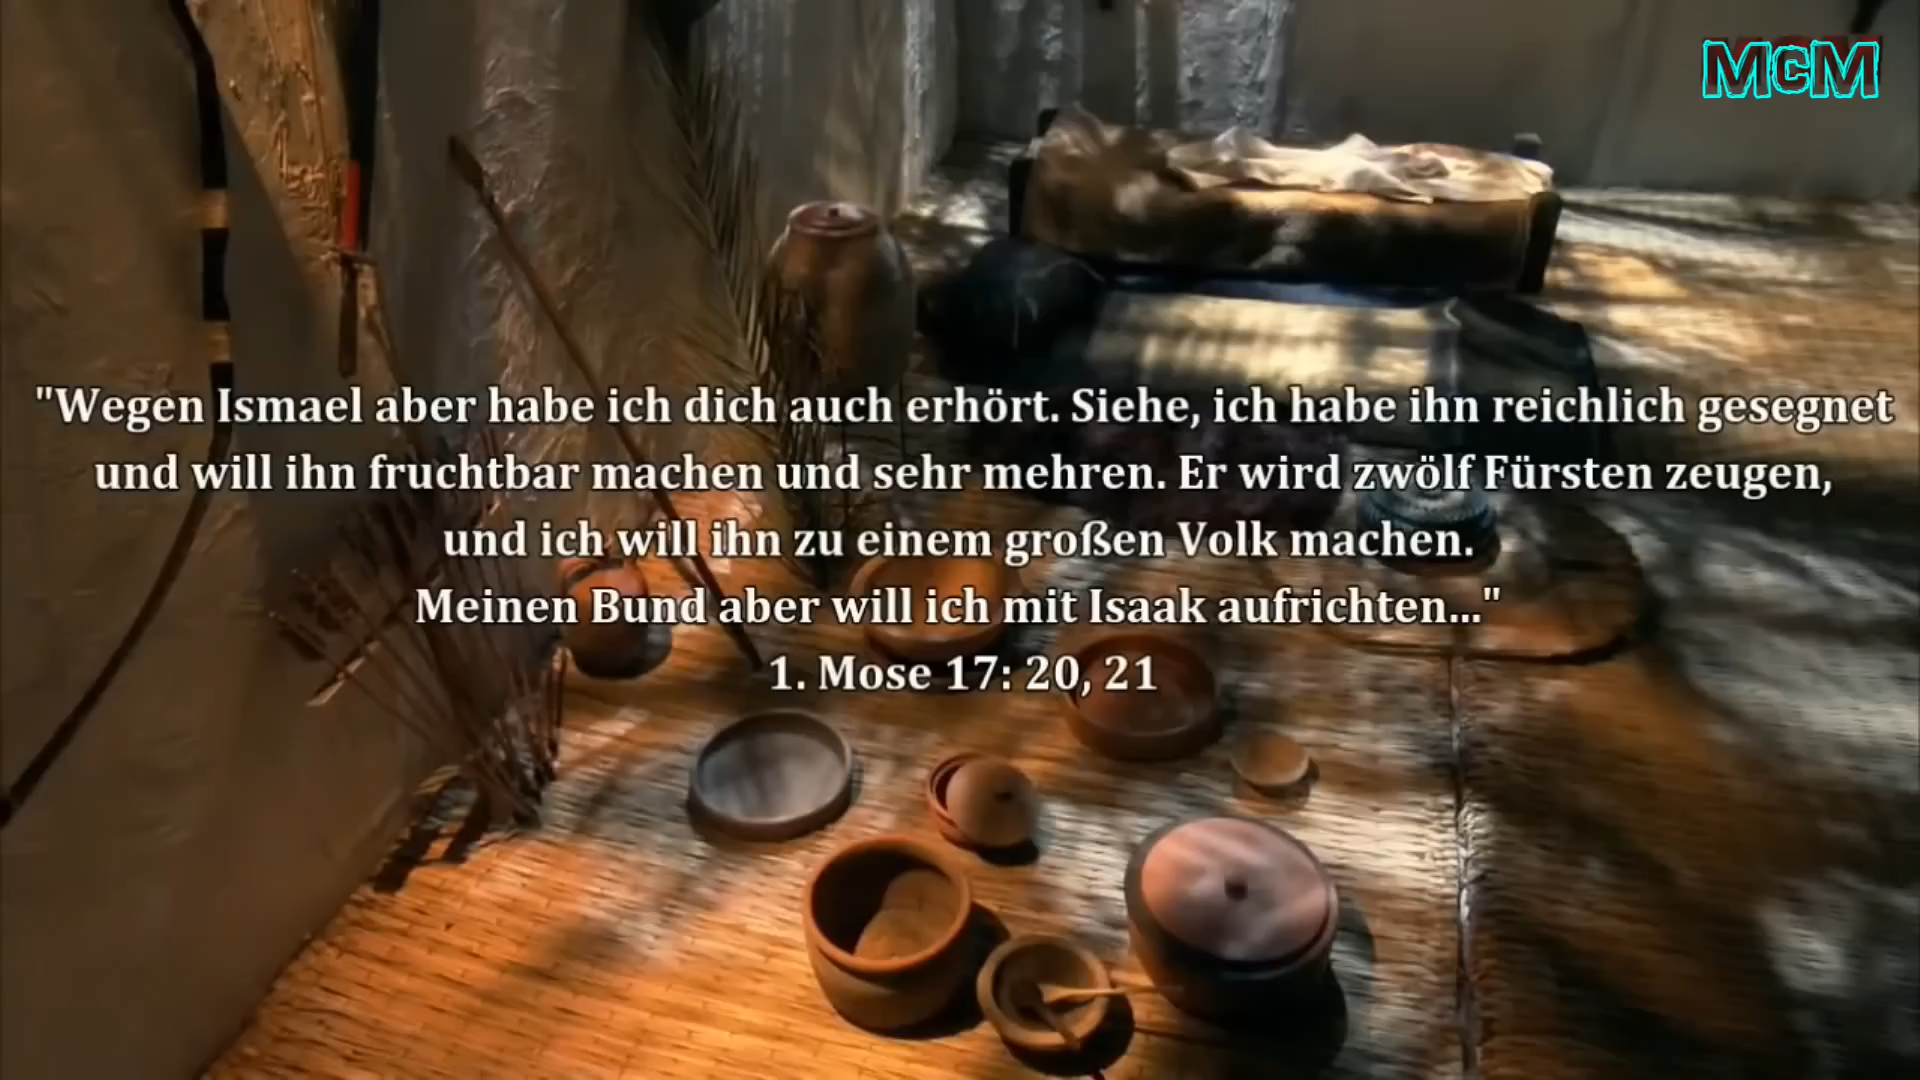 MCM
"Wegen Ismael aber habe ich dich auch erhört. Siehe, ich habe ihn reichlich gesegnet
und will ihn fruchtbar machen und sehr mehren. Er wird zwölf Fürsten zeugen,
und ich will ihn zu einem großen Volk machen.
Meinen Bund aber will ich mit Isaak aufrichten..."
1. Mose 17: 20, 21